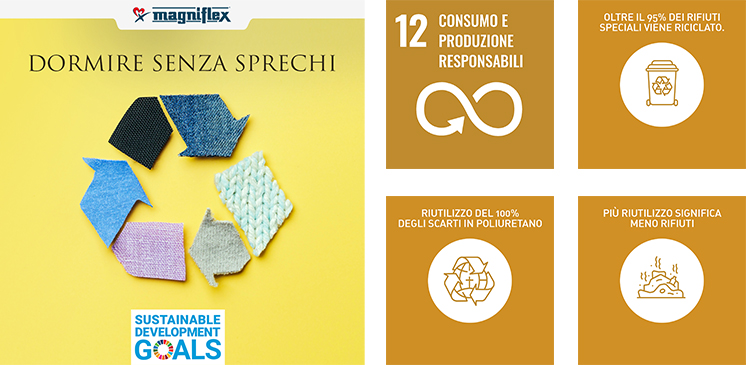 magniflex
DORMIRE SENZA SPRECHI
SUSTAINABLE
DEVELOPMENT
GOALS
12 CONSUMO E
PRODUZIONE
RESPONSABILI
OLTRE IL 95% DEI RIFIUTI
SPECIALI VIENE RICICLATO.
RIUTILIZZO DEL 100%
DEGLI SCARTI IN POLIURETANO
PIÙ RIUTILIZZO SIGNIFICA
MENO RIFIUTI